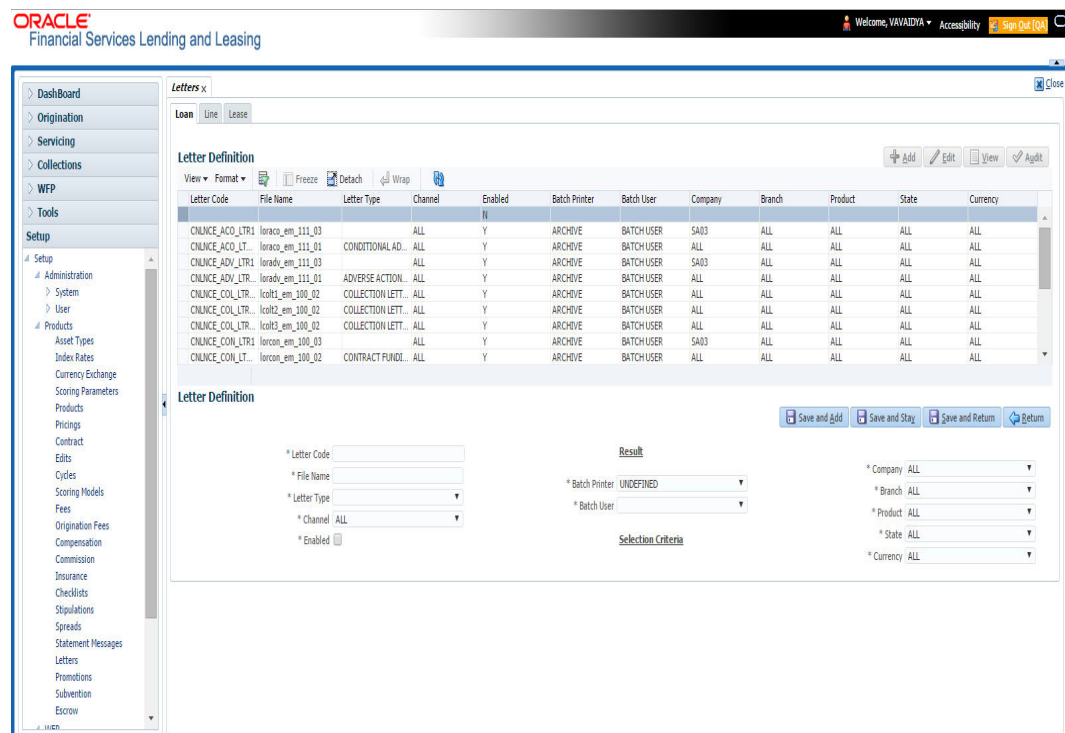 ORACLE
Financial Services Lending and Leasing
Welcome, VAVAIDYA Accessibility Sign Out [QA]
DashBoard
Origination
Servicing
Collections
WFP
Tools
Setup
Setup
Administration
System
User
Products
Asset Types
Index Rates
Currency Exchange
Scoring Parameters
Products
Pricings
Contract
Edits
Cycles
Scoring Models
Fees
Origination Fees
Compensation
Commission
Insurance
Checklists
Stipulations
Spreads
Statement Messages
Letters
Promotions
Subvention
Escrow
WFP
Letters x
Close
Loan Line Lease
Letter Definition
Add Edit View Audit
View Format Freeze Detach Wrap
Letter Code File Name Letter Type Channel Enabled Batch Printer Batch User Company Branch Product State Currency
N
CNLNCE_ACO_LTR1 loraco_em_111_03 ALL Y ARCHIVE BATCH USER SA03 ALL ALL ALL ALL
CNLNCE_ACO_LT... loraco_em_111_01 CONDITIONAL AD... ALL Y ARCHIVE BATCH USER ALL ALL ALL ALL ALL
CNLNCE_ADV_LTR1 loradv_em_111_03 ALL Y ARCHIVE BATCH USER SA03 ALL ALL ALL ALL
CNLNCE_ADV_LTR... loradv_em_111_01 ADVERSE ACTION... ALL Y ARCHIVE BATCH USER ALL ALL ALL ALL ALL
CNLNCE_COL_LTR... lcolt1_em_100_02 COLLECTION LETT... ALL Y ARCHIVE BATCH USER ALL ALL ALL ALL ALL
CNLNCE_COL_LTR... lcolt2_em_100_02 COLLECTION LETT... ALL Y ARCHIVE BATCH USER ALL ALL ALL ALL ALL
CNLNCE_COL_LTR... lcolt3_em_100_02 COLLECTION LETT... ALL Y ARCHIVE BATCH USER ALL ALL ALL ALL ALL
CNLNCE_CON_LTR1 lorcon_em_100_03 ALL Y ARCHIVE BATCH USER SA03 ALL ALL ALL ALL
CNLNCE_CON_LT... lorcon_em_100_02 CONTRACT FUNDI... ALL Y ARCHIVE BATCH USER ALL ALL ALL ALL ALL
Letter Definition
Save and Add Save and Stay Save and Return Return
* Letter Code
* File Name
* Letter Type
* Channel ALL
* Enabled
Result
* Batch Printer UNDEFINED
* Batch User
Selection Criteria
* Company ALL
* Branch ALL
* Product ALL
* State ALL
* Currency ALL